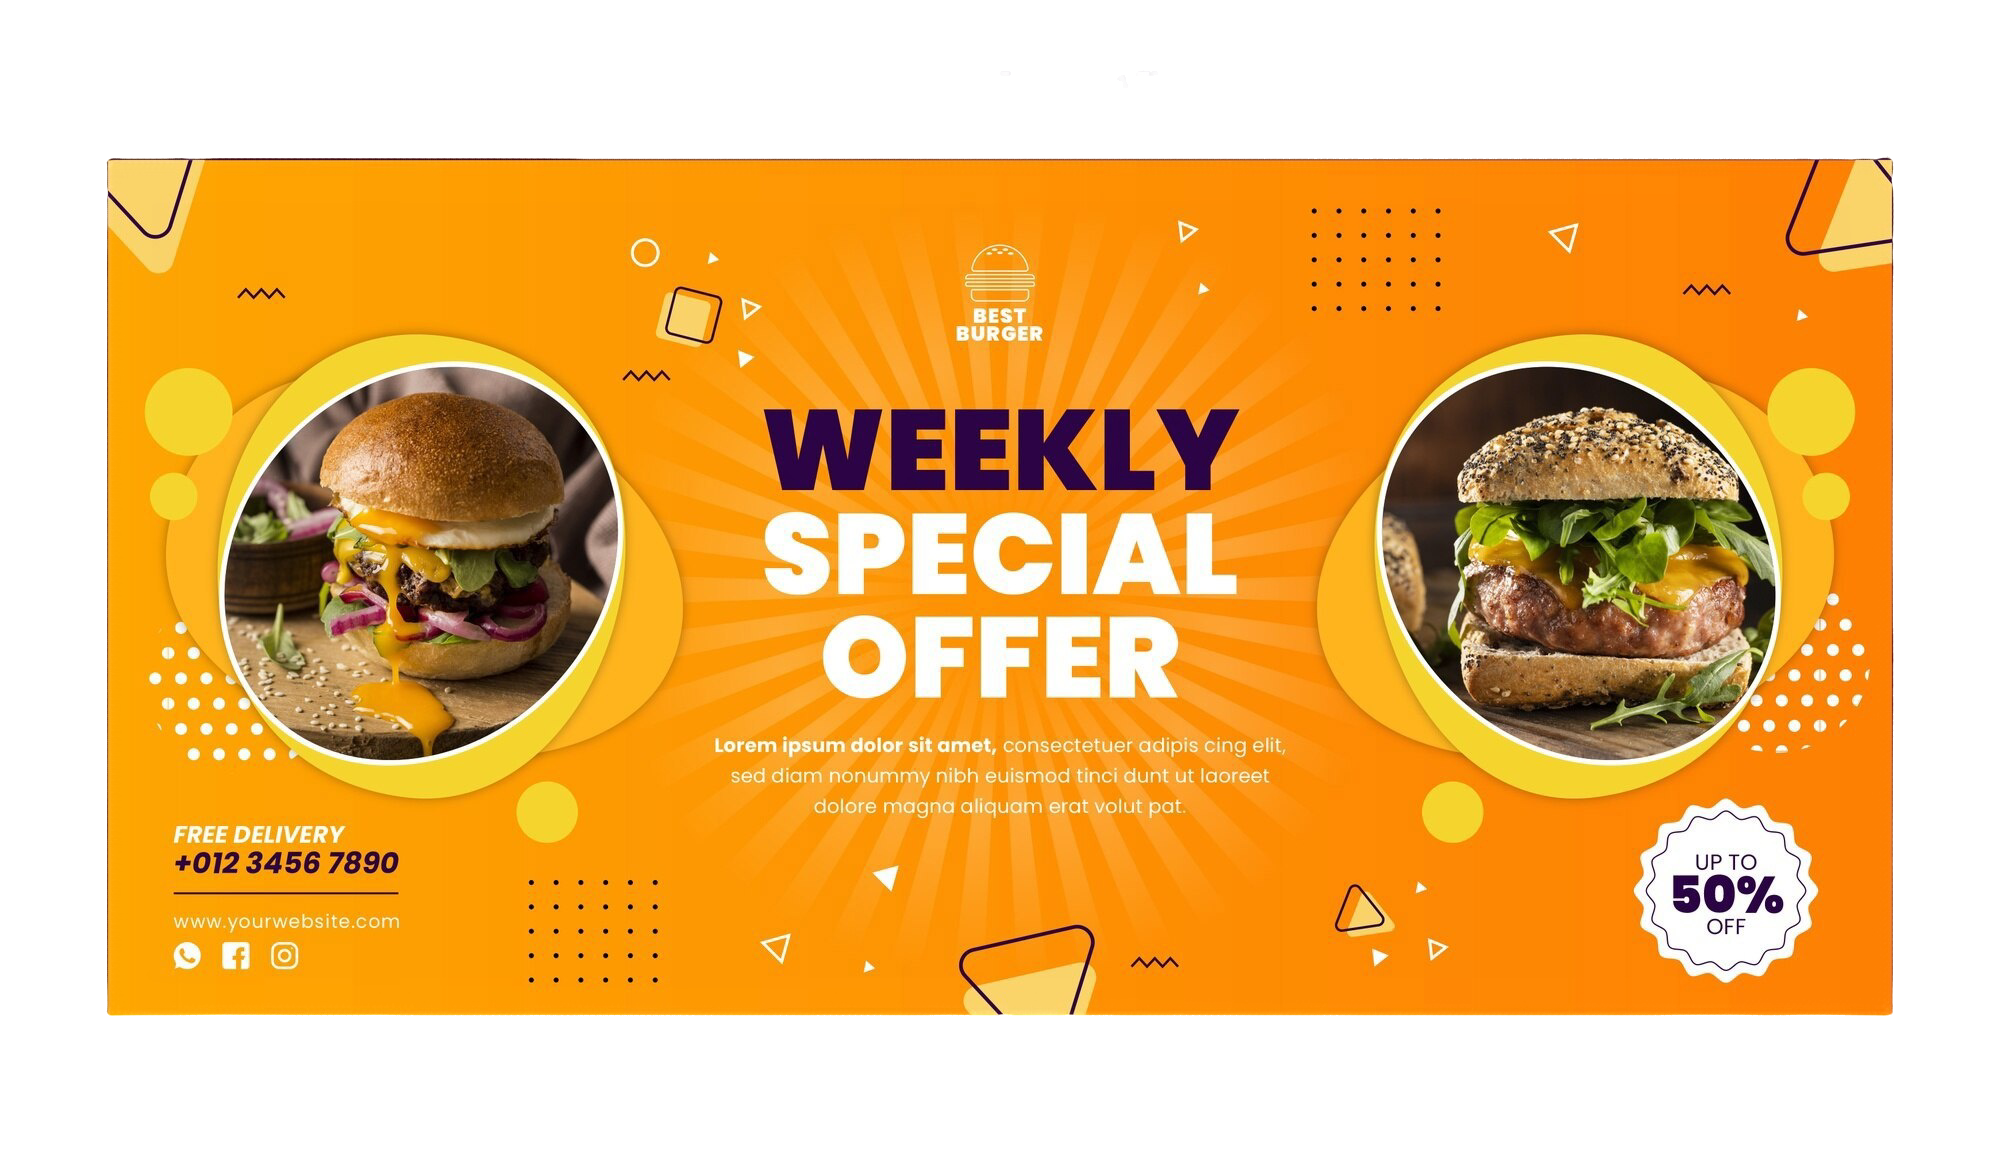 BEST
BURGER
WEEKLY
SPECIAL
OFFER
Lorem ipsum dolor sit amet, consectetuer adipis cing elit,
sed diam nonummy nibh euismod tinci dunt ut laoreet
dolore magna aliquam erat volut pat.
FREE DELIVERY
+012 3456 7890
www.yourwebsite.com
UP TO
50%
OFF